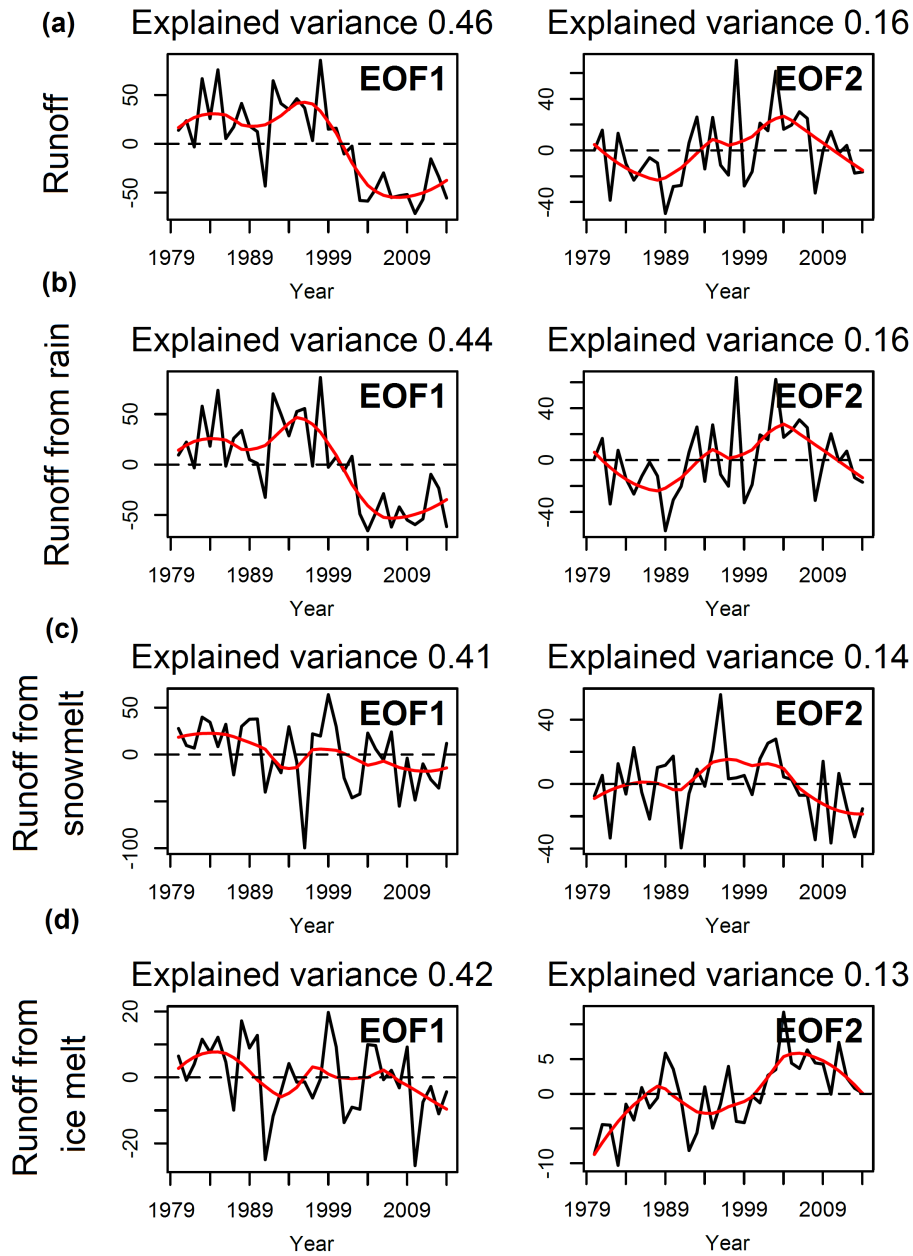 (a)
Explained variance 0.46
Explained variance 0.16
Runoff
EOF1
EOF2
50
0
-50
40
0
-40
1979 1989 1999 2009
1979 1989 1999 2009
Year
Year
(b)
Explained variance 0.44
Explained variance 0.16
Runoff from rain
EOF1
EOF2
50
0
-50
40
0
-40
1979 1989 1999 2009
1979 1989 1999 2009
Year
Year
(c)
Explained variance 0.41
Explained variance 0.14
Runoff from
snowmelt
EOF1
EOF2
50
0
-100
40
0
-40
1979 1989 1999 2009
1979 1989 1999 2009
Year
Year
(d)
Explained variance 0.42
Explained variance 0.13
Runoff from
ice melt
EOF1
EOF2
20
0
-20
5
0
-10
1979 1989 1999 2009
1979 1989 1999 2009
Year
Year